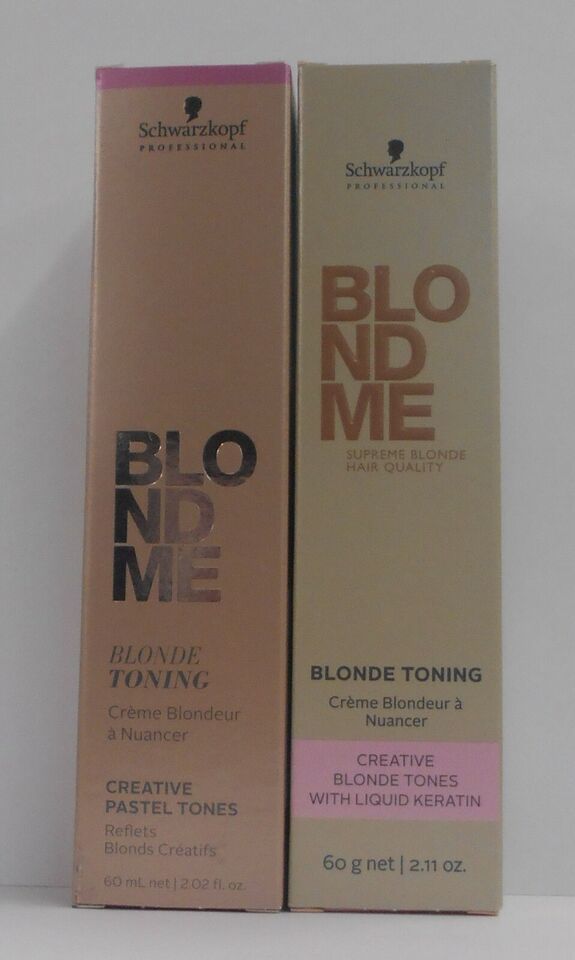 Schwarzkopf
PROFESSIONAL
BLO
ND
ME
BLONDE
TONING
Crème Blondeur
à Nuancer
CREATIVE
PASTEL TONES
Reflets
Blonds Créatifs
60 mL net | 2.02 fl. oz.
Schwarzkopf
PROFESSIONAL
BLO
ND
ME
SUPREME BLONDE
HAIR QUALITY
BLONDE TONING
Crème Blondeur à
Nuancer
CREATIVE
BLONDE TONES
WITH LIQUID KERATIN
60 g net | 2.11 oz.